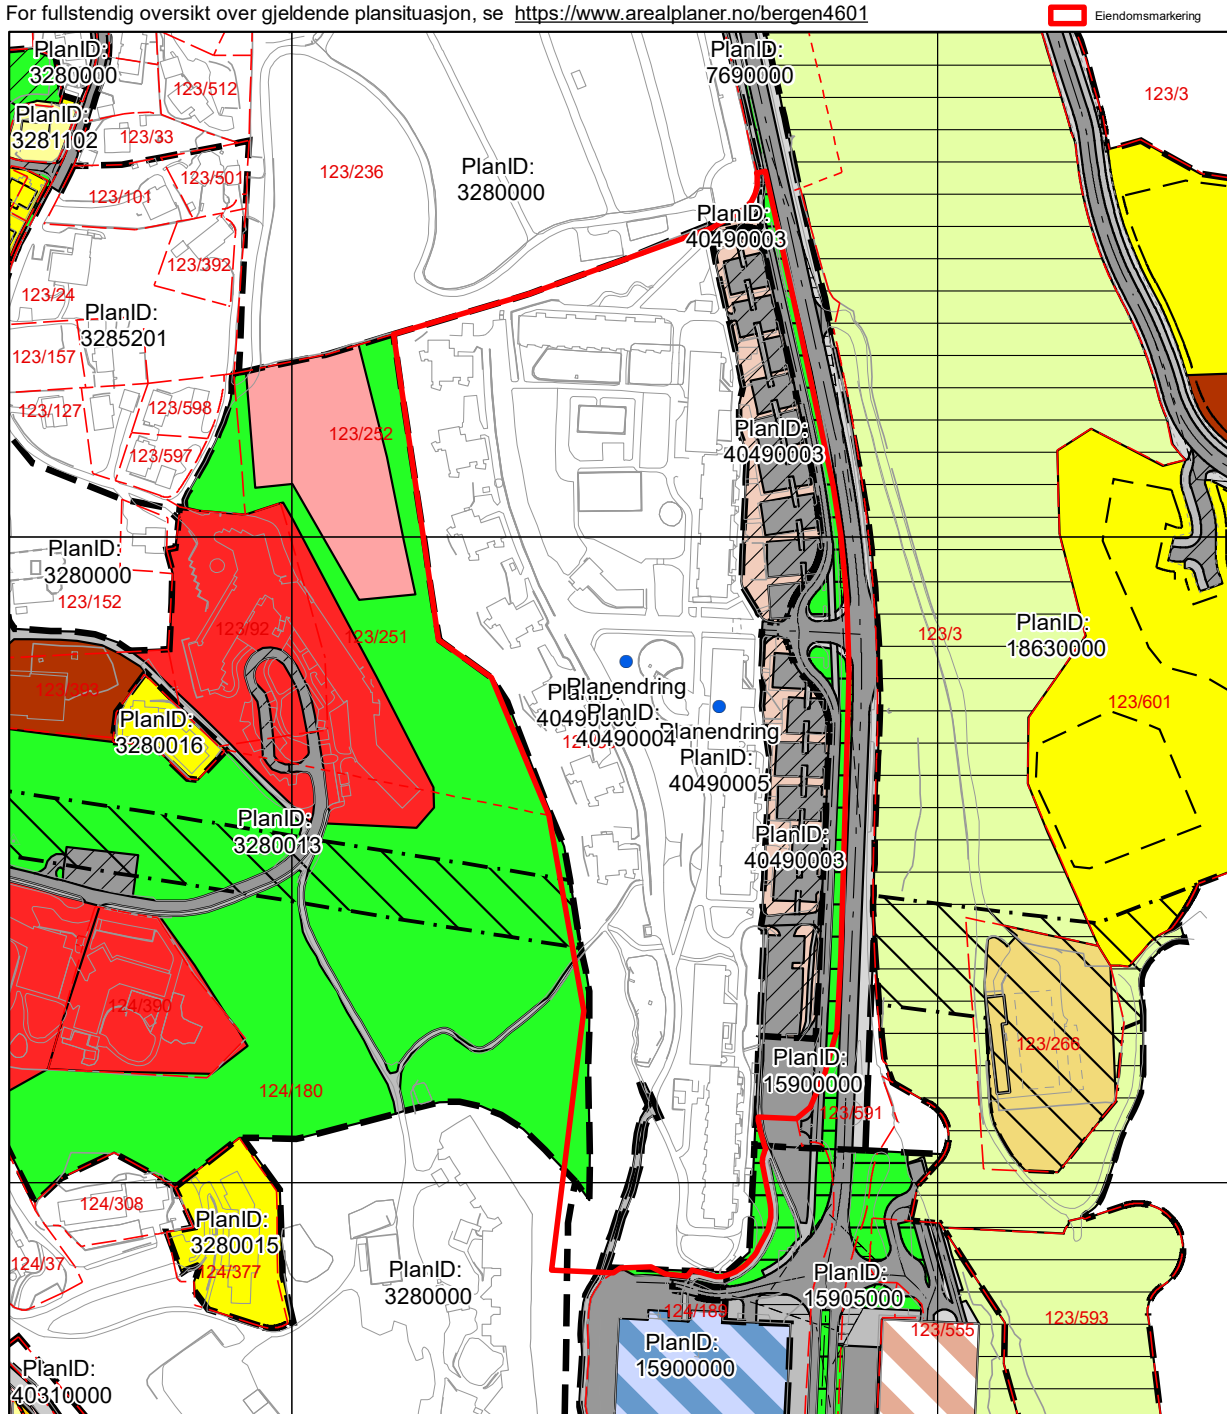 For fullstendig oversikt over gjeldende plansituasjon, se https://www.arealplaner.no/bergen4601
Eiendomsmarkering
PlanID:
3280000
PlanID:
7690000
123/512
123/3
PlanID:
3281102
123/33
123/236
PlanID:
3280000
123/501
123/101
PlanID:
40490003
123/392
123/24
PlanID:
3285201
123/157
123/127
123/598
123/252
PlanID:
40490003
123/597
PlanID:
3280000
123/152
123/92
123/251
123/3
PlanID:
18630000
123/303
Planendring
PlanID:
40490004
123/601
PlanID:
3280016
Planendring
PlanID:
40490005
PlanID:
3280013
PlanID:
40490003
124/390
123/266
PlanID:
15900000
124/180
123/591
124/308
PlanID:
3280015
124/37
124/377
PlanID:
3280000
PlanID:
15905000
124/189
123/555
123/593
PlanID:
15900000
PlanID:
40310000